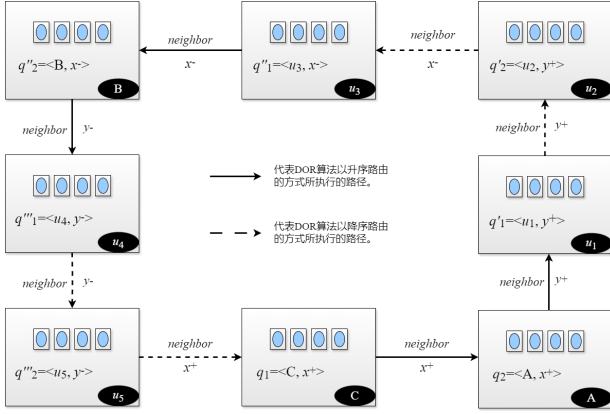 neighbor
x-
neighbor
x-
q''₂=<B, x->
B
q''₁=<u₃, x->
u₃
q'₂=<u₂, y+>
u₂
neighbor
y-
neighbor
y+
代表DOR算法以升序路由
的方式所执行的路径。
q'''₁=<u₄, y->
u₄
q'₁=<u₁, y+>
u₁
代表DOR算法以降序路由
的方式所执行的路径。
neighbor
y-
neighbor
y+
neighbor
x+
neighbor
x+
q'''₂=<u₅, y->
u₅
q₁=<C, x+>
C
q₂=<A, x+>
A